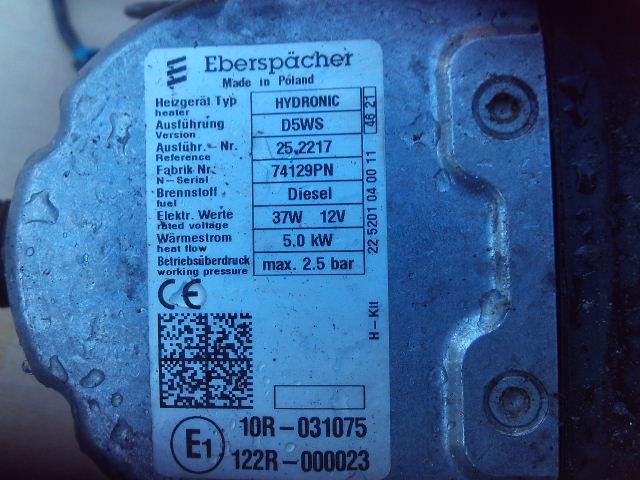 Eberspächer
Made in Poland
Heizgerät Typ HYDRONIC
heater
Ausführung D5WS
Version
Ausführ.-Nr. 25.2217
Reference
Fabrik Nr. 74129PN
N-Serial
Brennstoff Diesel
fuel
Elektr. Werte 37W 12V
rated voltage
Wärmestrom 5.0 kW
heat flow
Betriebsüberdruck max. 2.5 bar
working pressure
46 21
22 5201 04 00 11
H-Kit
CE
E1
10R-031075
122R-000023